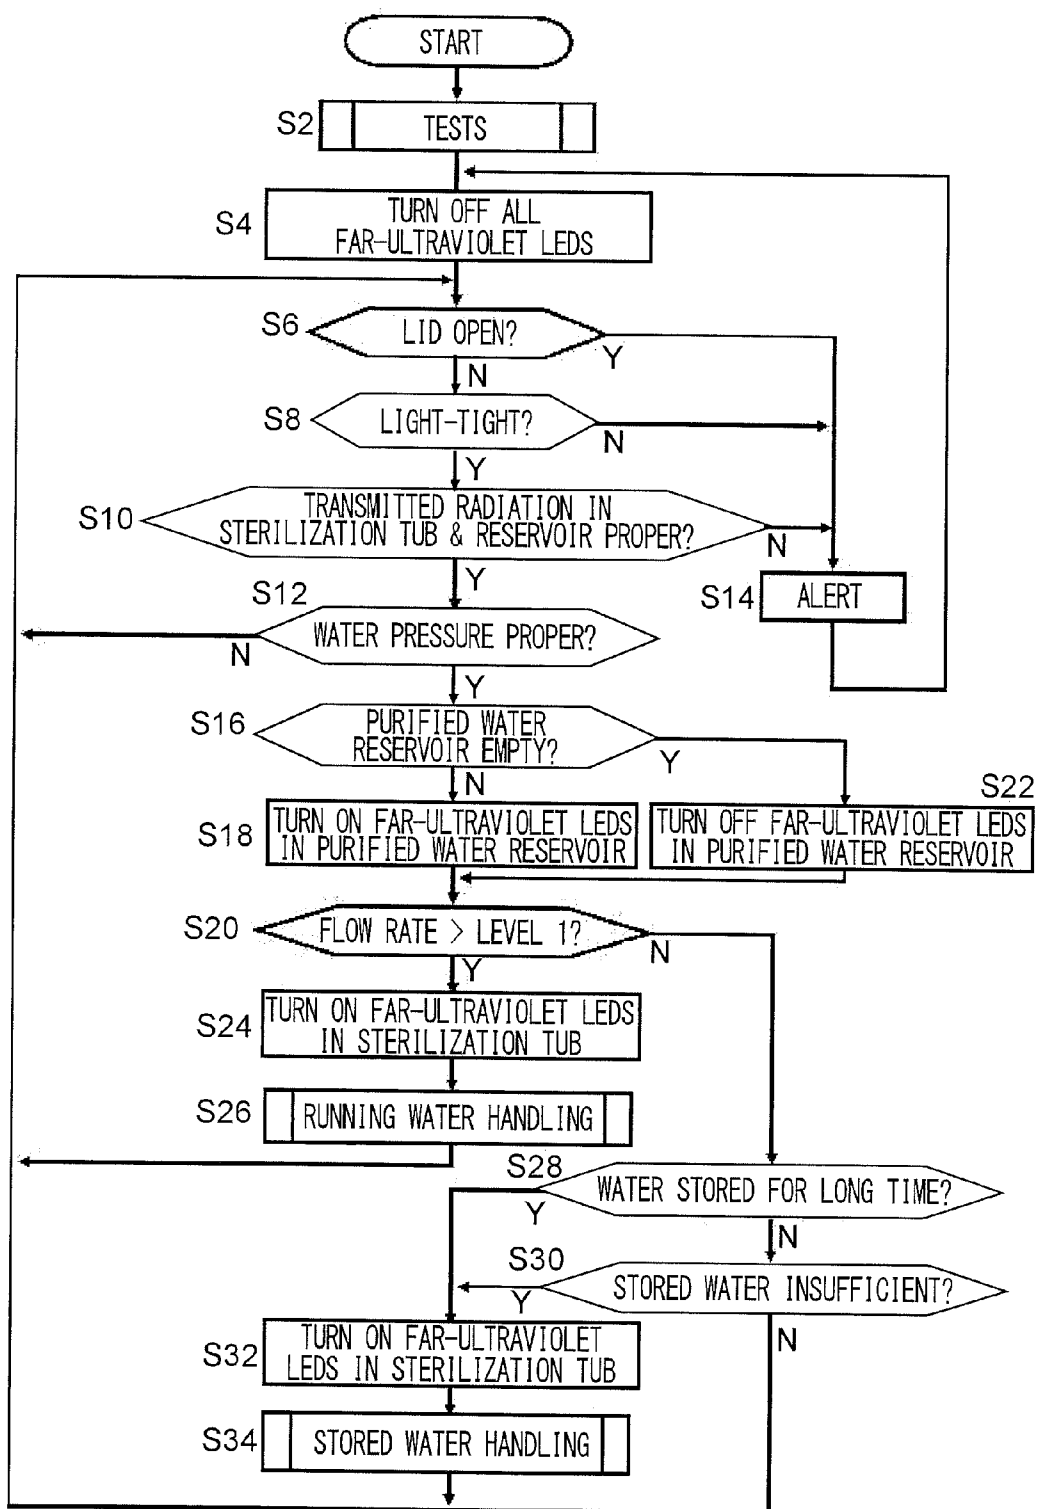 START
S2
TESTS
S4
TURN OFF ALL
FAR-ULTRAVIOLET LEDS
S6
LID OPEN?
Y
N
S8
LIGHT-TIGHT?
N
Y
S10
TRANSMITTED RADIATION IN
STERILIZATION TUB & RESERVOIR PROPER?
N
Y
S14
ALERT
S12
WATER PRESSURE PROPER?
N
Y
S16
PURIFIED WATER
RESERVOIR EMPTY?
Y
N
S18
TURN ON FAR-ULTRAVIOLET LEDS
IN PURIFIED WATER RESERVOIR
S22
TURN OFF FAR-ULTRAVIOLET LEDS
IN PURIFIED WATER RESERVOIR
S20
FLOW RATE > LEVEL 1?
N
Y
S24
TURN ON FAR-ULTRAVIOLET LEDS
IN STERILIZATION TUB
S26
RUNNING WATER HANDLING
S28
WATER STORED FOR LONG TIME?
Y
N
S30
STORED WATER INSUFFICIENT?
Y
N
S32
TURN ON FAR-ULTRAVIOLET
LEDS IN STERILIZATION TUB
S34
STORED WATER HANDLING